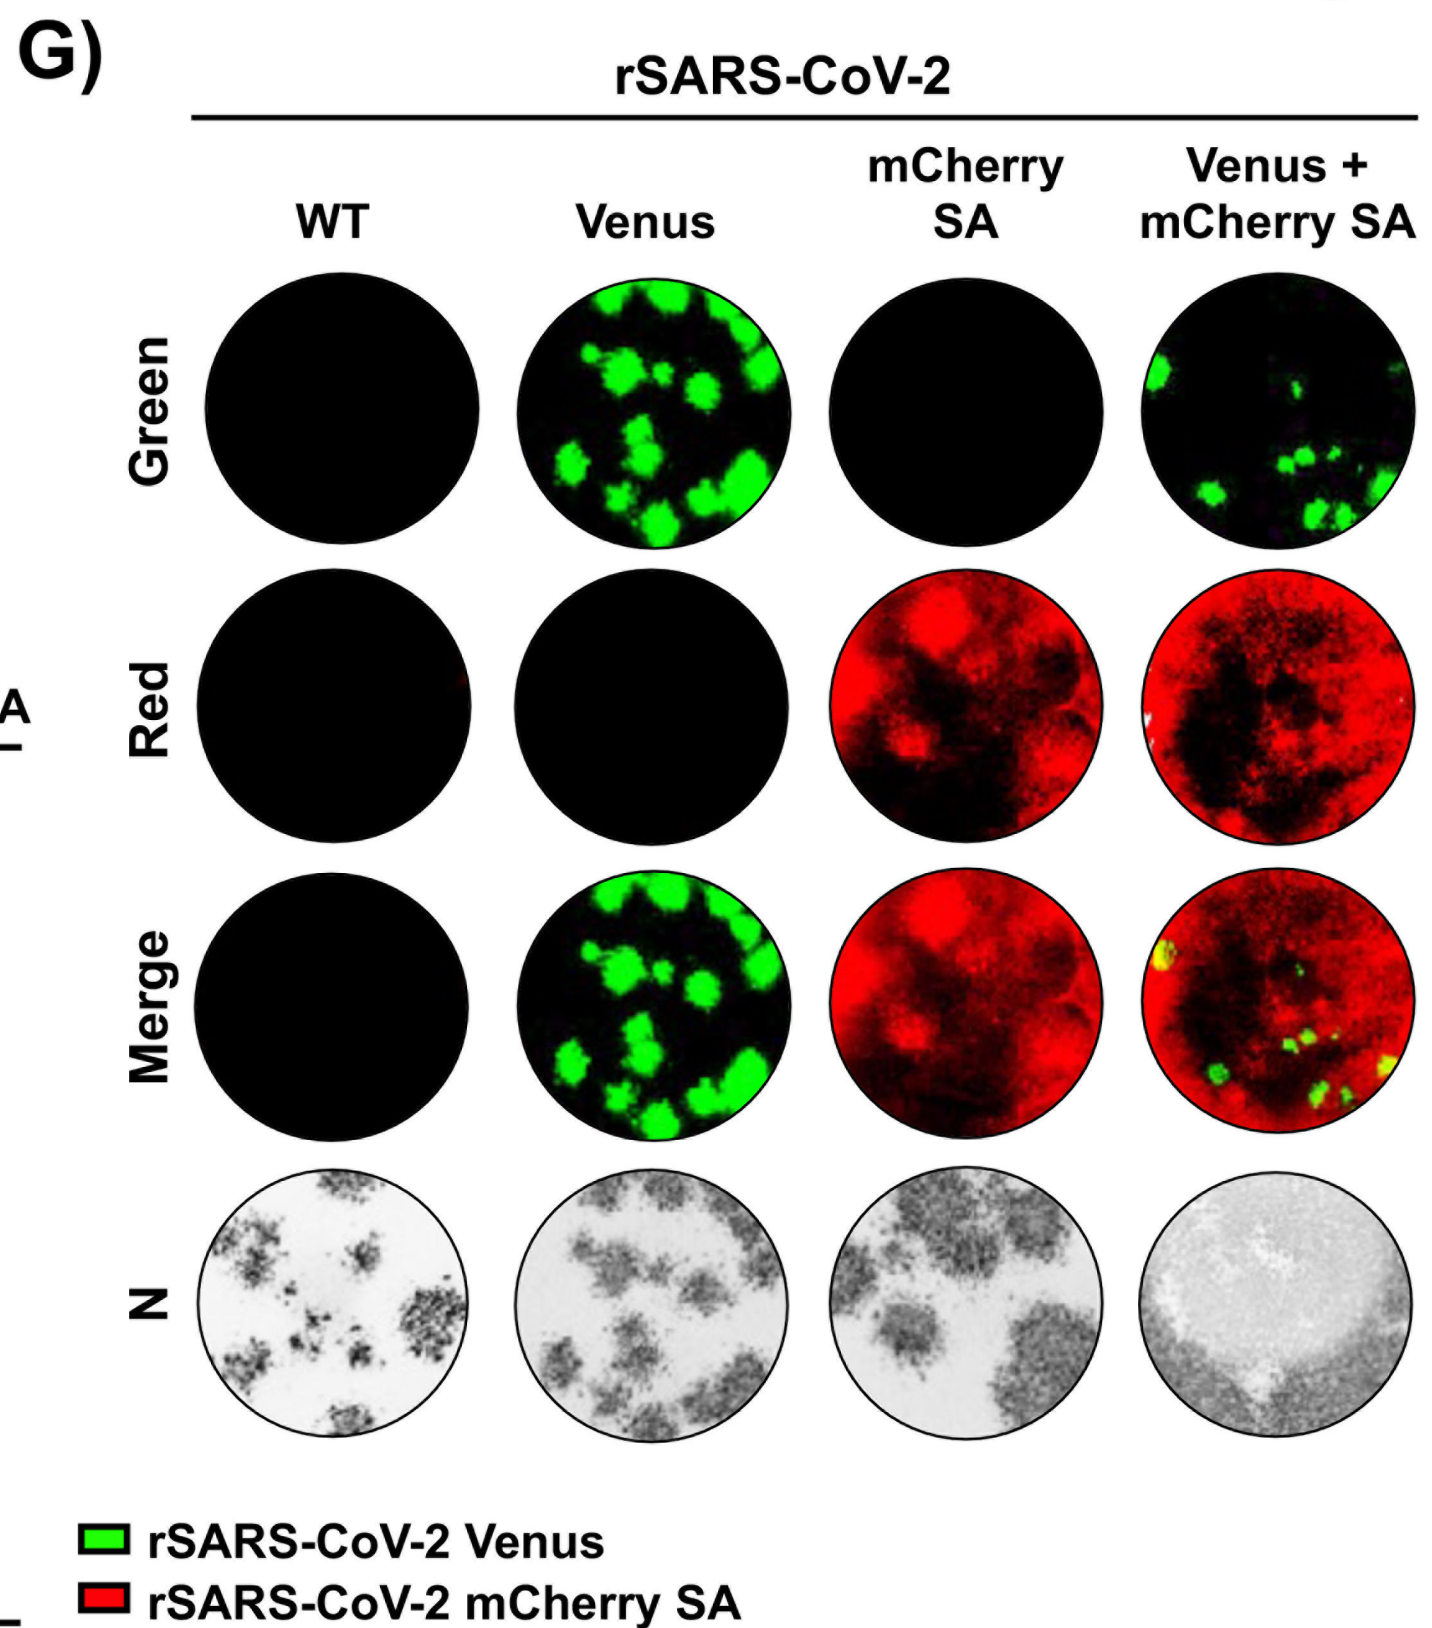 G)
rSARS-CoV-2
WT
Venus
mCherry
SA
Venus +
mCherry SA
Green
Red
A
Merge
N
rSARS-CoV-2 Venus
rSARS-CoV-2 mCherry SA